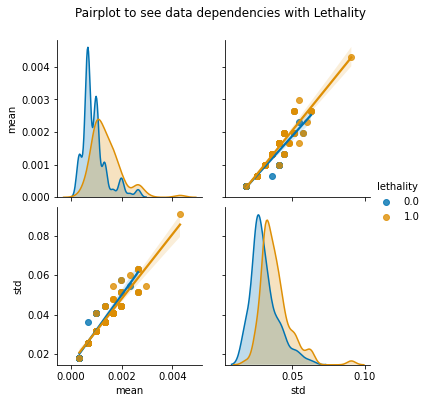 Pairplot to see data dependencies with Lethality
0.004
0.003
mean
0.002
0.001
0.000
lethality
0.0
1.0
0.08
0.06
std
0.04
0.02
0.000 0.002 0.004
0.05 0.10
mean
std